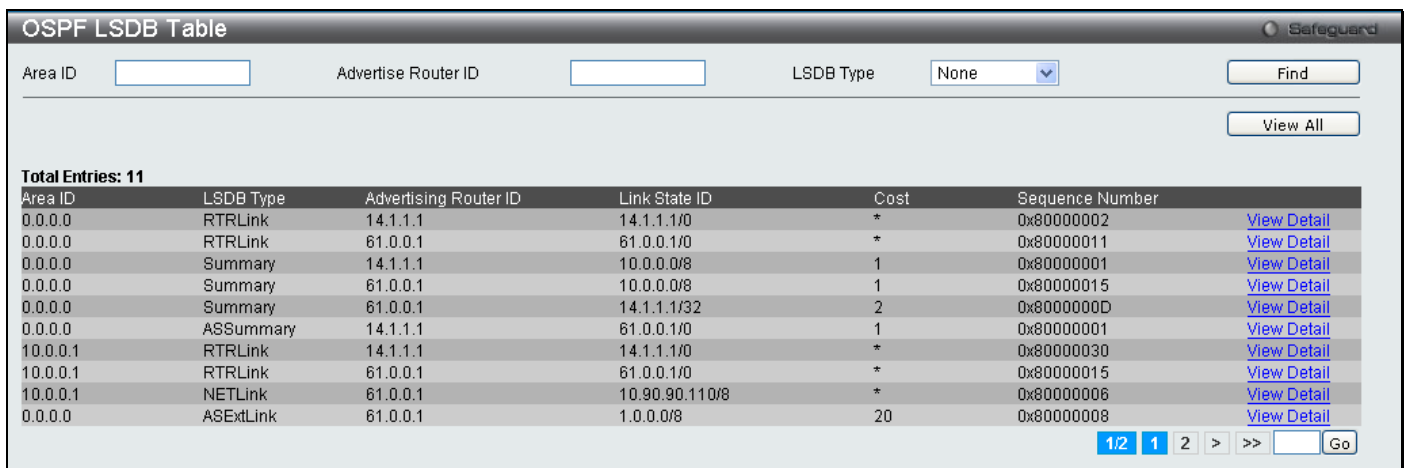 OSPF LSDB Table Safeguard
Area ID Advertise Router ID LSDB Type None Find
View All
Total Entries: 11
Area ID LSDB Type Advertising Router ID Link State ID Cost Sequence Number
0.0.0.0 RTRLink 14.1.1.1 14.1.1.1/0 * 0x80000002 View Detail
0.0.0.0 RTRLink 61.0.0.1 61.0.0.1/0 * 0x80000011 View Detail
0.0.0.0 Summary 14.1.1.1 10.0.0.0/8 1 0x80000001 View Detail
0.0.0.0 Summary 61.0.0.1 10.0.0.0/8 1 0x80000015 View Detail
0.0.0.0 Summary 61.0.0.1 14.1.1.1/32 2 0x8000000D View Detail
0.0.0.0 ASSummary 14.1.1.1 61.0.0.1/0 1 0x80000001 View Detail
10.0.0.1 RTRLink 14.1.1.1 14.1.1.1/0 * 0x80000030 View Detail
10.0.0.1 RTRLink 61.0.0.1 61.0.0.1/0 * 0x80000015 View Detail
10.0.0.1 NETLink 61.0.0.1 10.90.90.110/8 * 0x80000006 View Detail
0.0.0.0 ASExtLink 61.0.0.1 1.0.0.0/8 20 0x80000008 View Detail
1/2 1 2 > >> Go